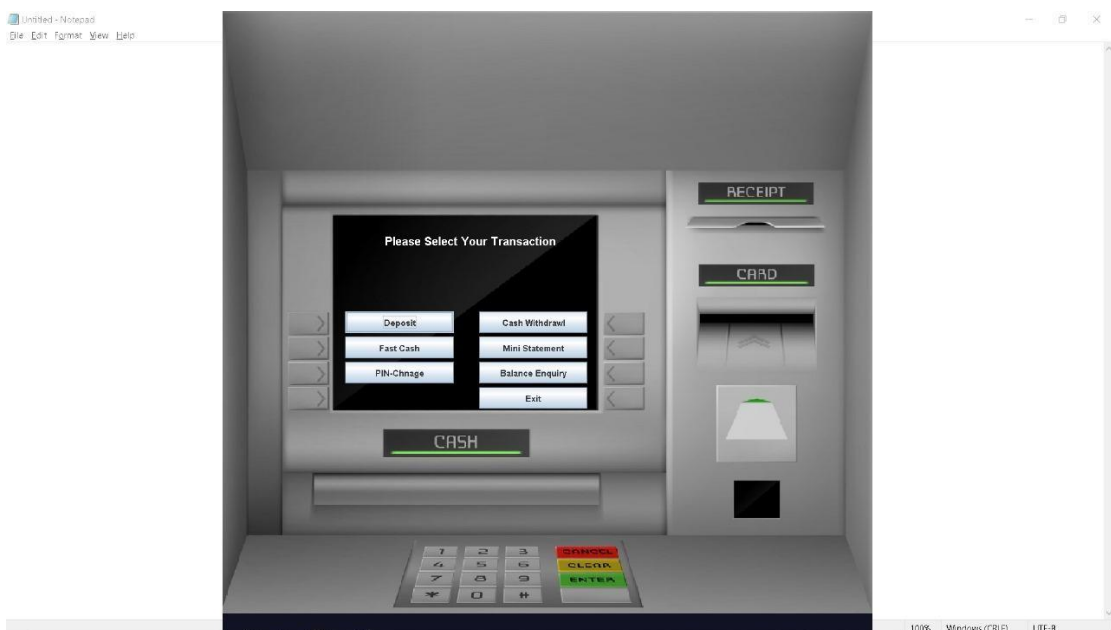 Untitled - Notepad
File Edit Format View Help
RECEIPT
Please Select Your Transaction
CARD
Deposit
Cash Withdrawl
Fast Cash
Mini Statement
PIN-Chnage
Balance Enquiry
Exit
CASH
1 2 3 CANCEL
4 5 6 CLEAR
7 8 9 ENTER
* 0 #
100% Windows (CRLF) UTF-8